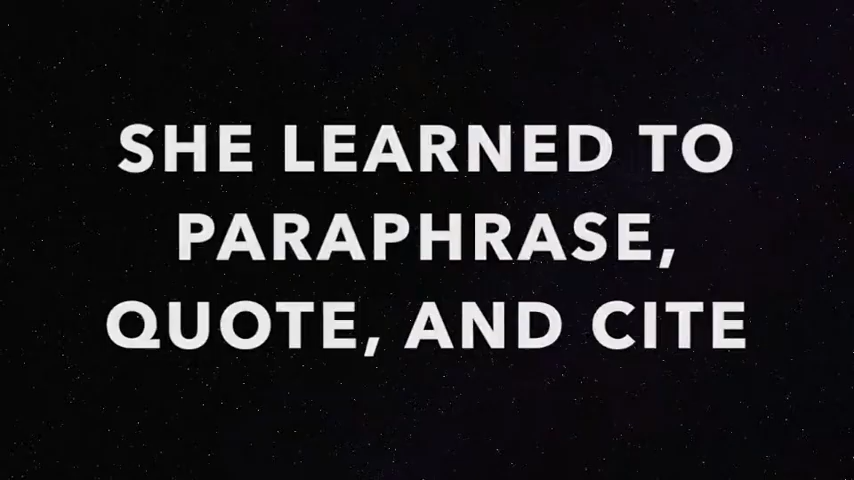 SHE LEARNED TO
PARAPHRASE,
QUOTE, AND CITE